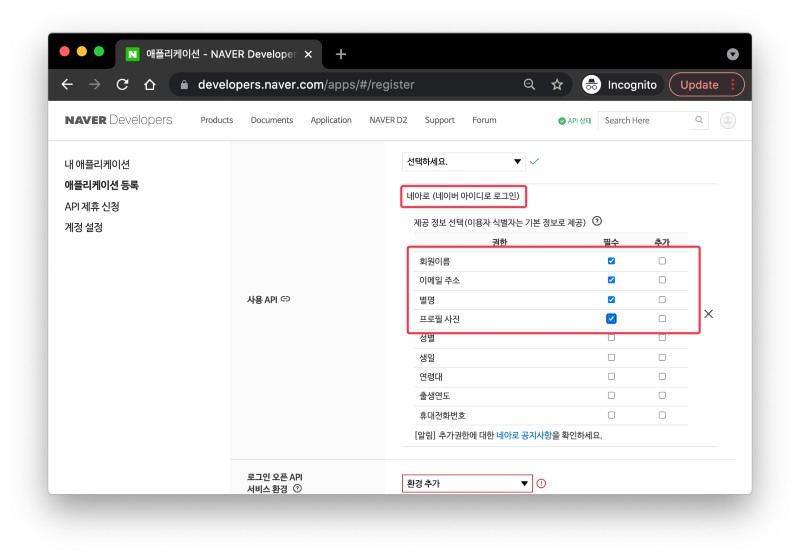 애플리케이션 - NAVER Develope
developers.naver.com/apps/#/register
Incognito
Update
NAVER Developers
Products
Documents
Application
NAVER D2
Support
Forum
API 상태
Search Here
내 애플리케이션
애플리케이션 등록
API 제휴 신청
계정 설정
선택하세요.
네아로 (네이버 아이디로 로그인)
제공 정보 선택(이용자 식별자는 기본 정보로 제공)
권한 필수 추가
회원이름
이메일 주소
별명
사용 API
프로필 사진
성별
생일
연령대
출생연도
휴대전화번호
[알림] 추가권한에 대한 네아로 공지사항을 확인하세요.
로그인 오픈 API
서비스 환경
환경 추가